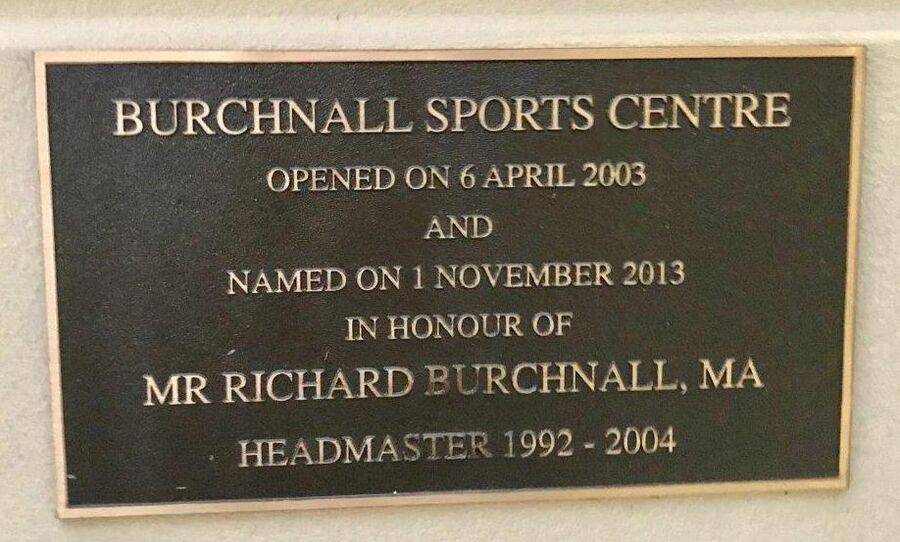 BURCHNALL SPORTS CENTRE
OPENED ON 6 APRIL 2003
AND
NAMED ON 1 NOVEMBER 2013
IN HONOUR OF
MR RICHARD BURCHNALL, MA
HEADMASTER 1992 - 2004